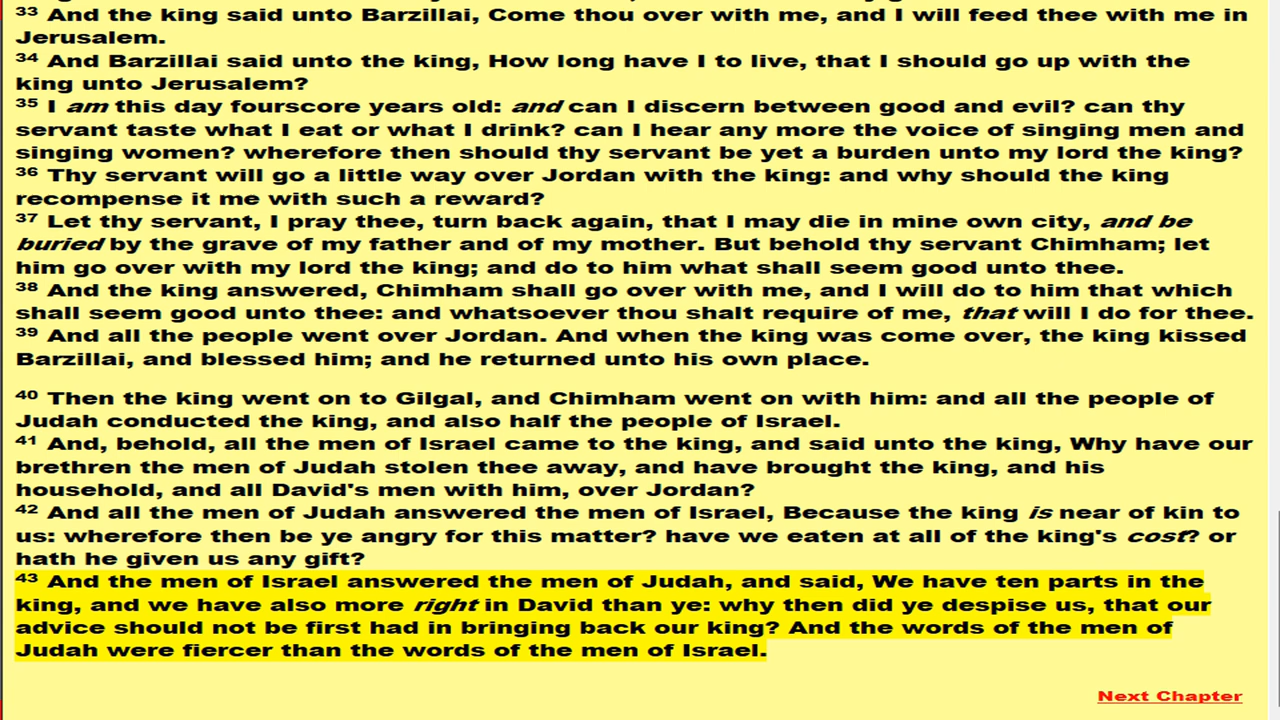 33 And the king said unto Barzillai, Come thou over with me, and I will feed thee with me in
Jerusalem.
34 And Barzillai said unto the king, How long have I to live, that I should go up with the
king unto Jerusalem?
35 I am this day fourscore years old: and can I discern between good and evil? can thy
servant taste what I eat or what I drink? can I hear any more the voice of singing men and
singing women? wherefore then should thy servant be yet a burden unto my lord the king?
36 Thy servant will go a little way over Jordan with the king: and why should the king
recompense it me with such a reward?
37 Let thy servant, I pray thee, turn back again, that I may die in mine own city, and be
buried by the grave of my father and of my mother. But behold thy servant Chimham; let
him go over with my lord the king; and do to him what shall seem good unto thee.
38 And the king answered, Chimham shall go over with me, and I will do to him that which
shall seem good unto thee: and whatsoever thou shalt require of me, that will I do for thee.
39 And all the people went over Jordan. And when the king was come over, the king kissed
Barzillai, and blessed him; and he returned unto his own place.
40 Then the king went on to Gilgal, and Chimham went on with him: and all the people of
Judah conducted the king, and also half the people of Israel.
41 And, behold, all the men of Israel came to the king, and said unto the king, Why have our
brethren the men of Judah stolen thee away, and have brought the king, and his
household, and all David's men with him, over Jordan?
42 And all the men of Judah answered the men of Israel, Because the king is near of kin to
us: wherefore then be ye angry for this matter? have we eaten at all of the king's cost? or
hath he given us any gift?
43 And the men of Israel answered the men of Judah, and said, We have ten parts in the
king, and we have also more right in David than ye: why then did ye despise us, that our
advice should not be first had in bringing back our king? And the words of the men of
Judah were fiercer than the words of the men of Israel.
Next Chapter